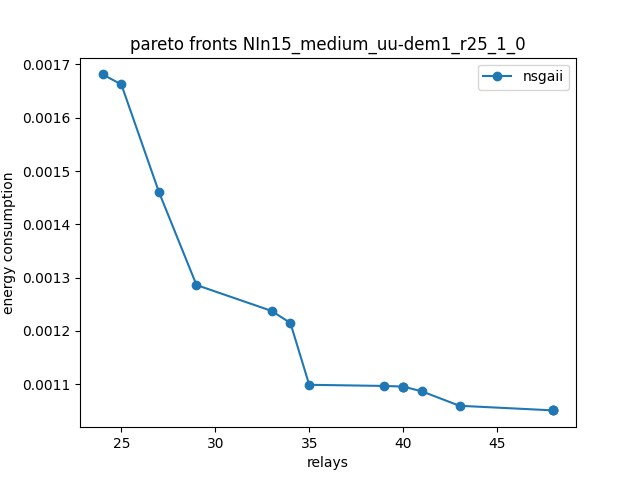 pareto fronts NIn15_medium_uu-dem1_r25_1_0
nsgaii
energy consumption
0.0017
0.0016
0.0015
0.0014
0.0013
0.0012
0.0011
25 30 35 40 45
relays